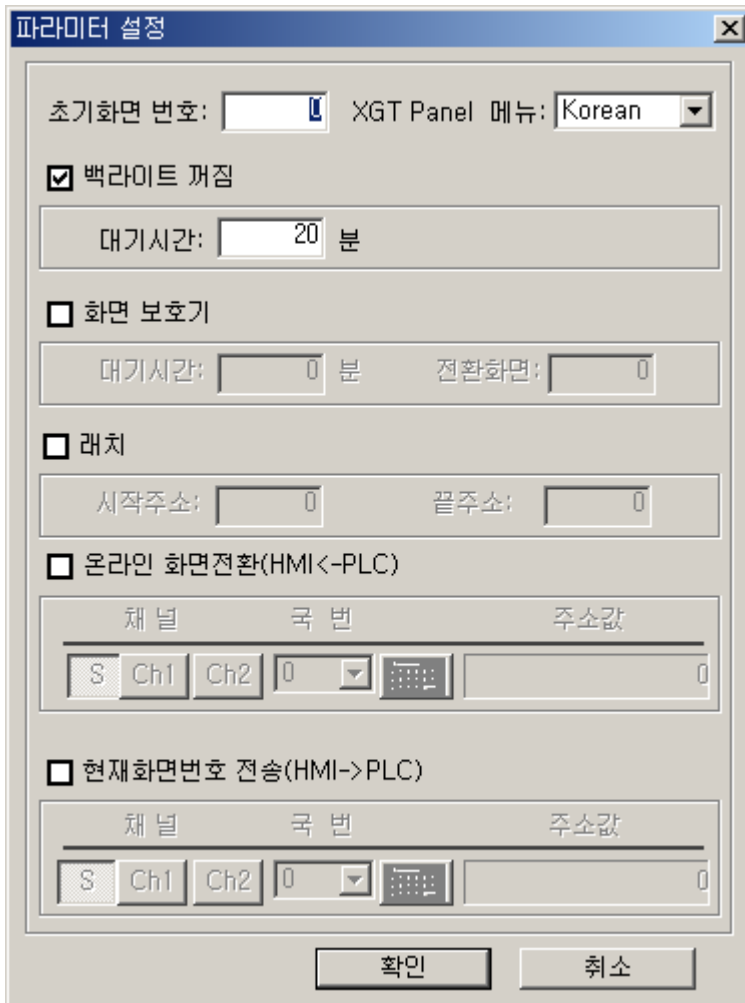 파라미터 설정
초기화면 번호: 0 XGT Panel 메뉴: Korean
백라이트 꺼짐
대기시간: 20 분
화면 보호기
대기시간: 0 분 전환화면: 0
래치
시작주소: 0 끝주소: 0
온라인 화면전환(HMI<-PLC)
채 널 국 번 주소값
S Ch1 Ch2 0 0
현재화면번호 전송(HMI->PLC)
채 널 국 번 주소값
S Ch1 Ch2 0 0
확인 취소